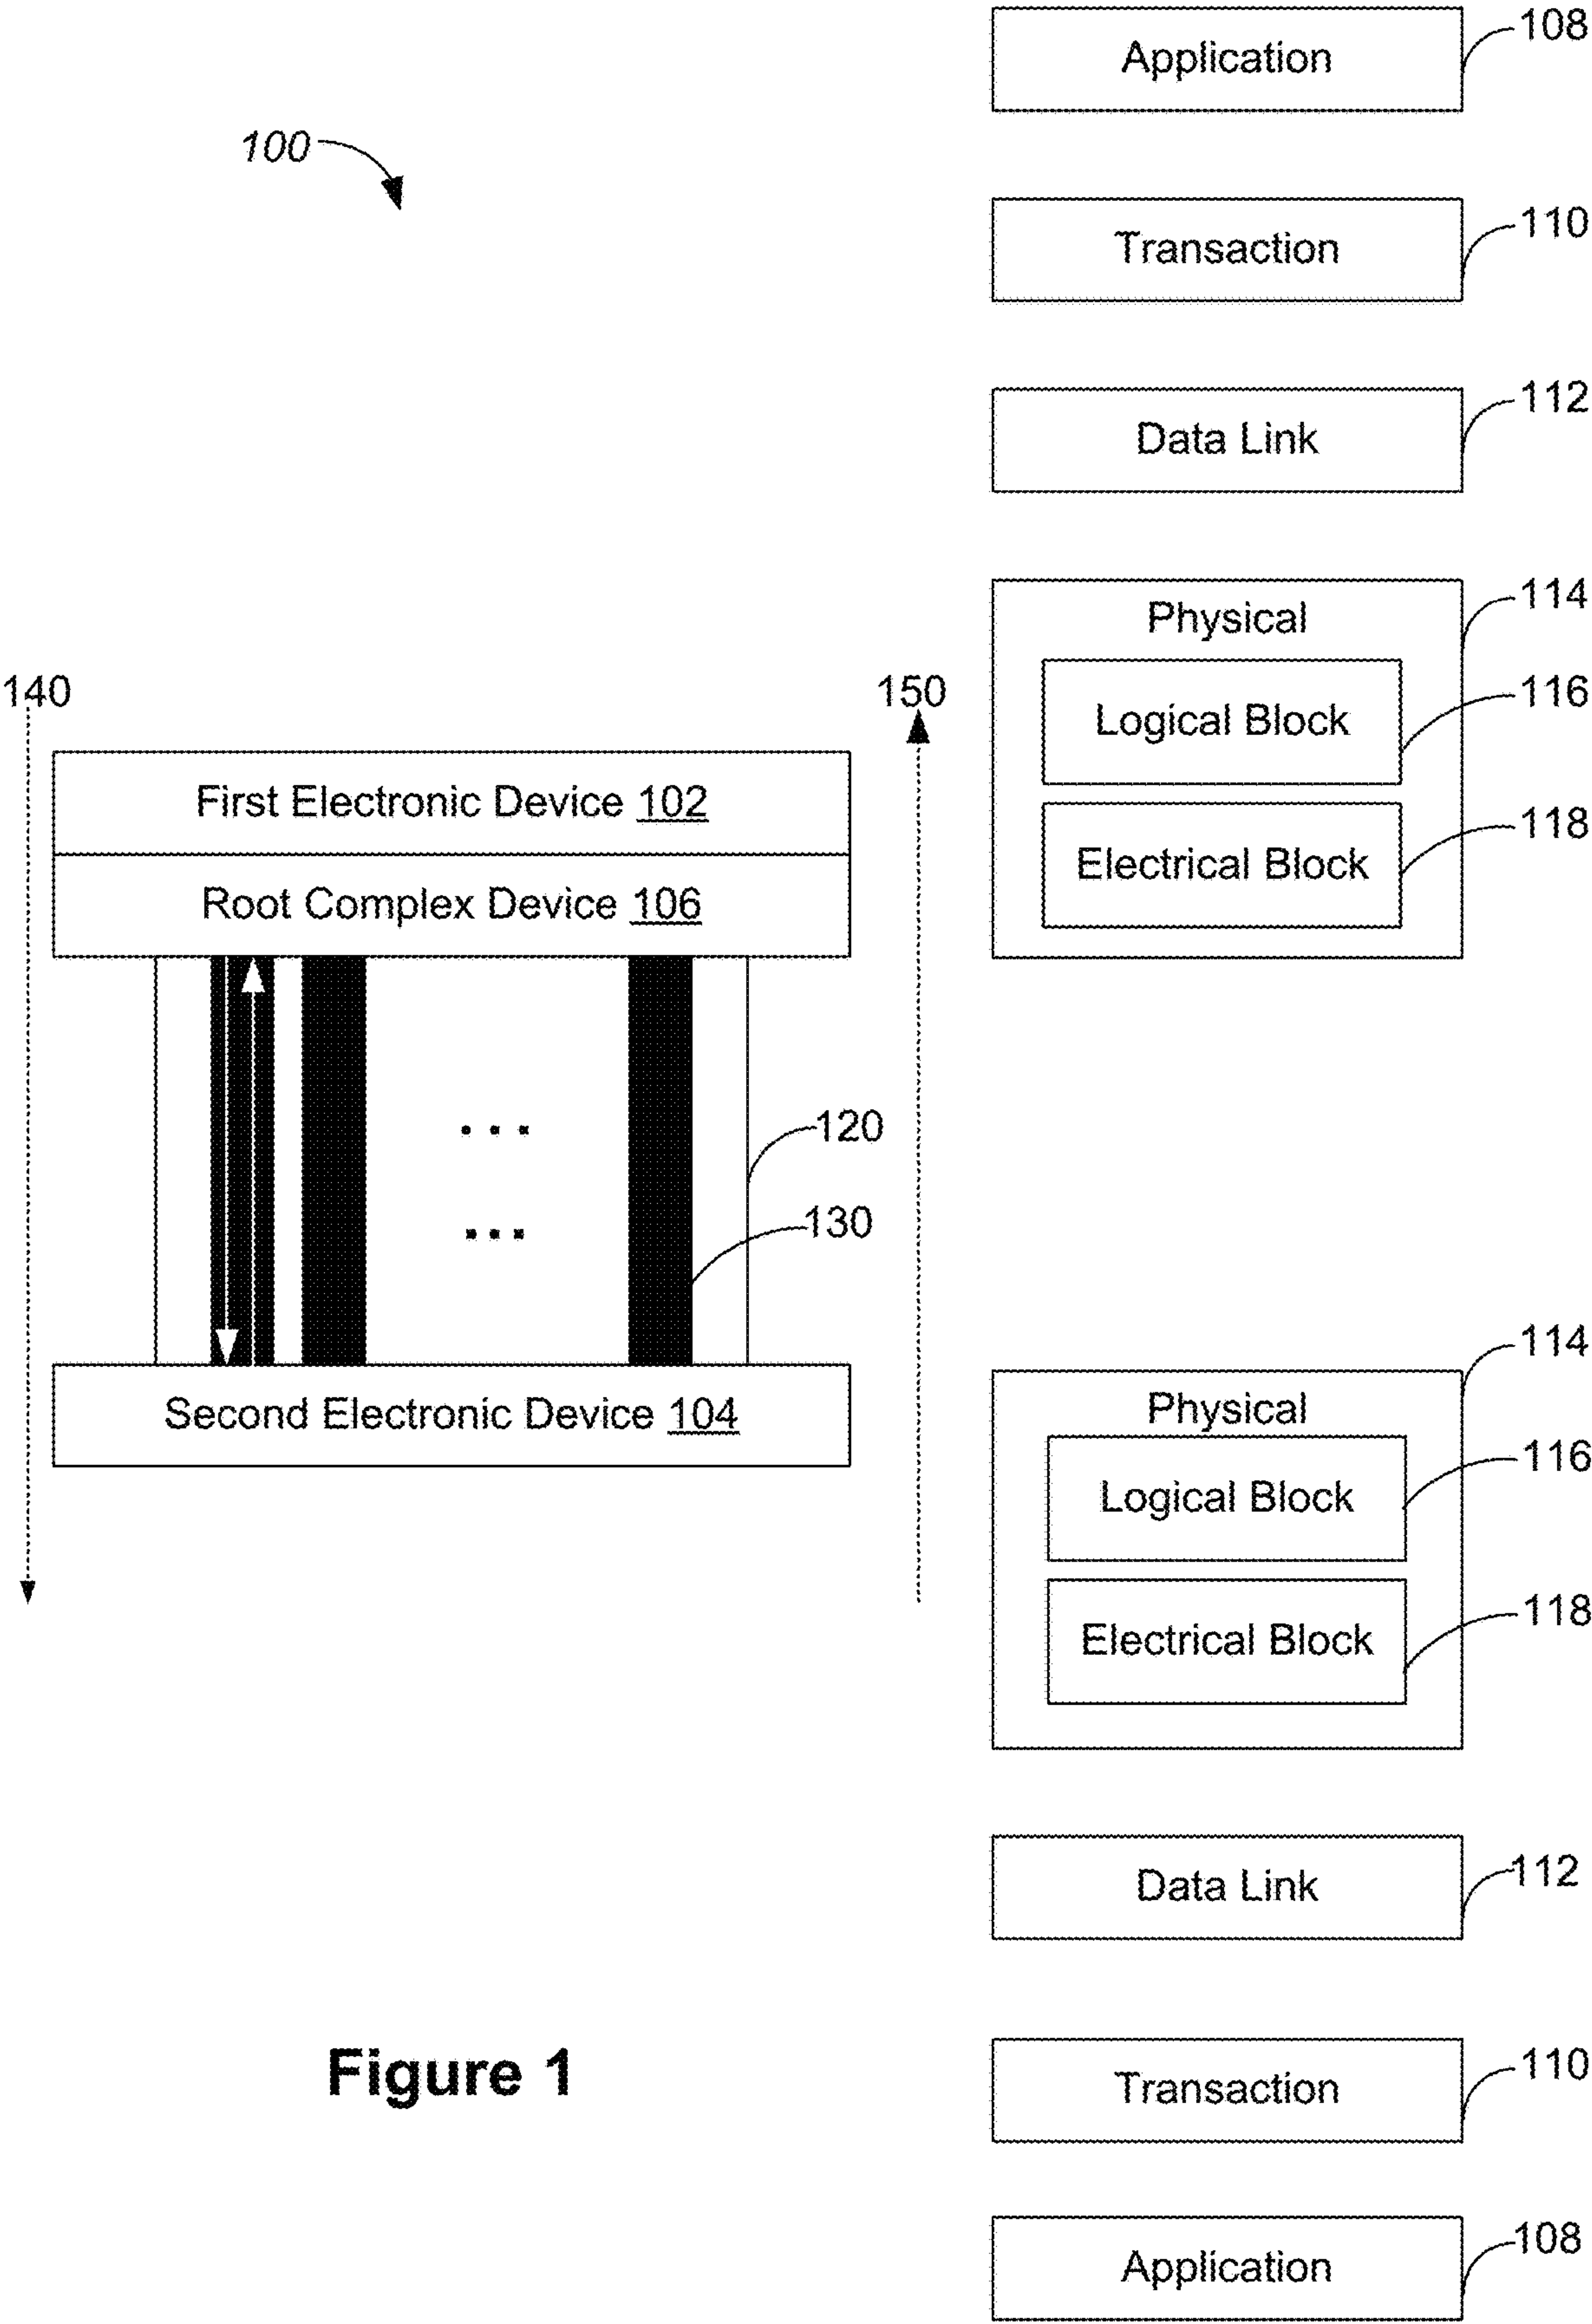 108
Application
100
110
Transaction
112
Data Link
114
Physical
140
150
116
Logical Block
First Electronic Device 102
118
Electrical Block
Root Complex Device 106
...
120
...
130
114
Second Electronic Device 104
Physical
116
Logical Block
118
Electrical Block
112
Data Link
Figure 1
110
Transaction
108
Application